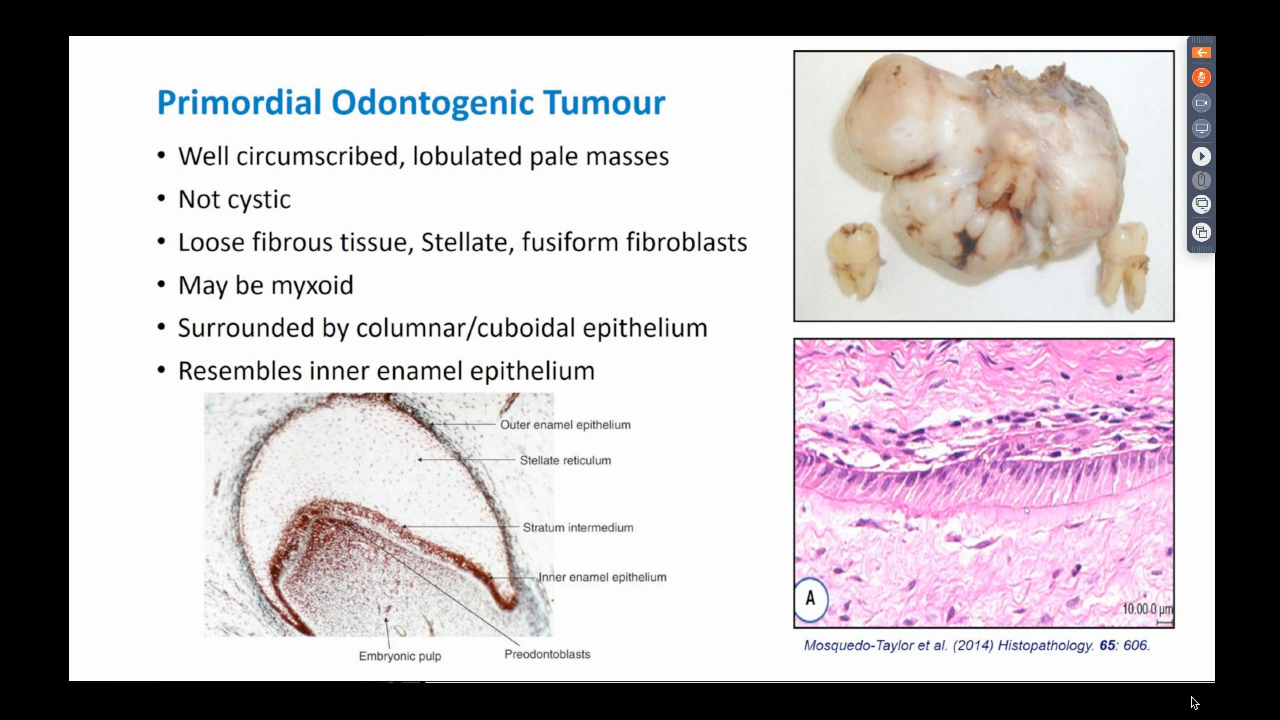 Primordial Odontogenic Tumour
• Well circumscribed, lobulated pale masses
• Not cystic
• Loose fibrous tissue, Stellate, fusiform fibroblasts
• May be myxoid
• Surrounded by columnar/cuboidal epithelium
• Resembles inner enamel epithelium
Outer enamel epithelium
Stellate reticulum
Stratum intermedium
Inner enamel epithelium
Embryonic pulp
Preodontoblasts
A
10.00 0 µm
Mosquedo-Taylor et al. (2014) Histopathology. 65: 606.